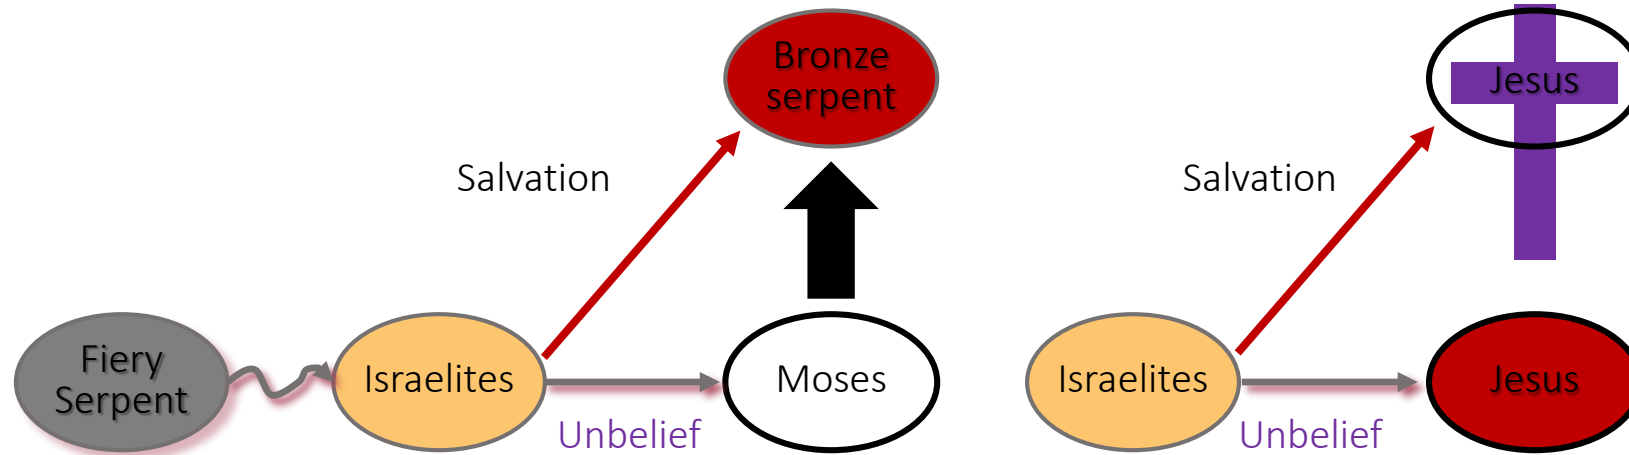 Bronze
serpent
Salvation
Fiery
Serpent
Israelites
Moses
Unbelief
Jesus
Salvation
Israelites
Jesus
Unbelief